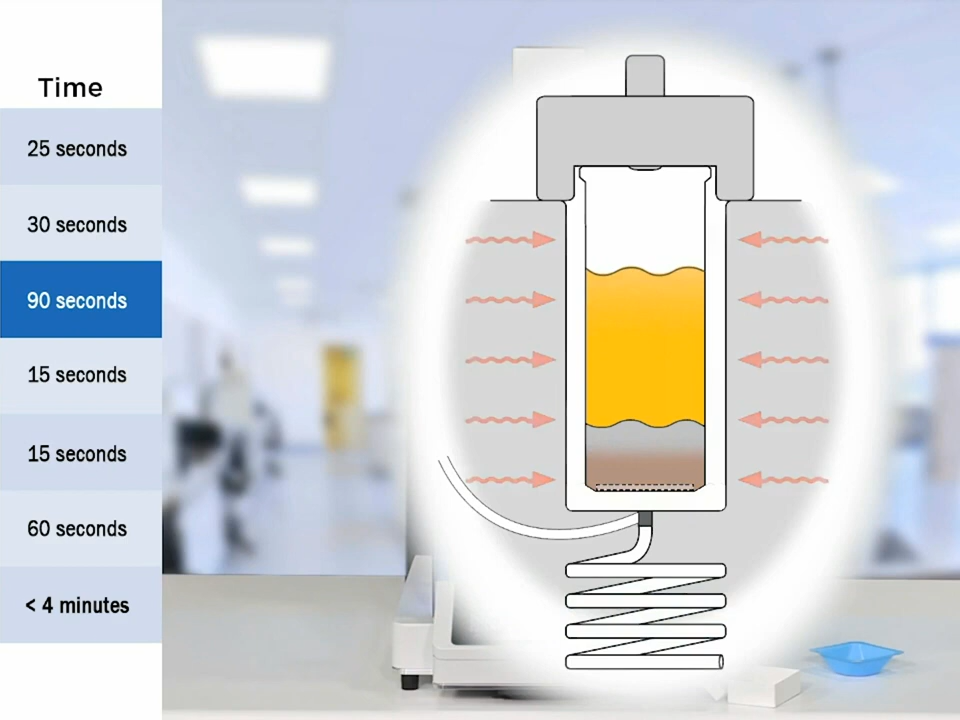 Time
25 seconds
30 seconds
90 seconds
15 seconds
15 seconds
60 seconds
< 4 minutes